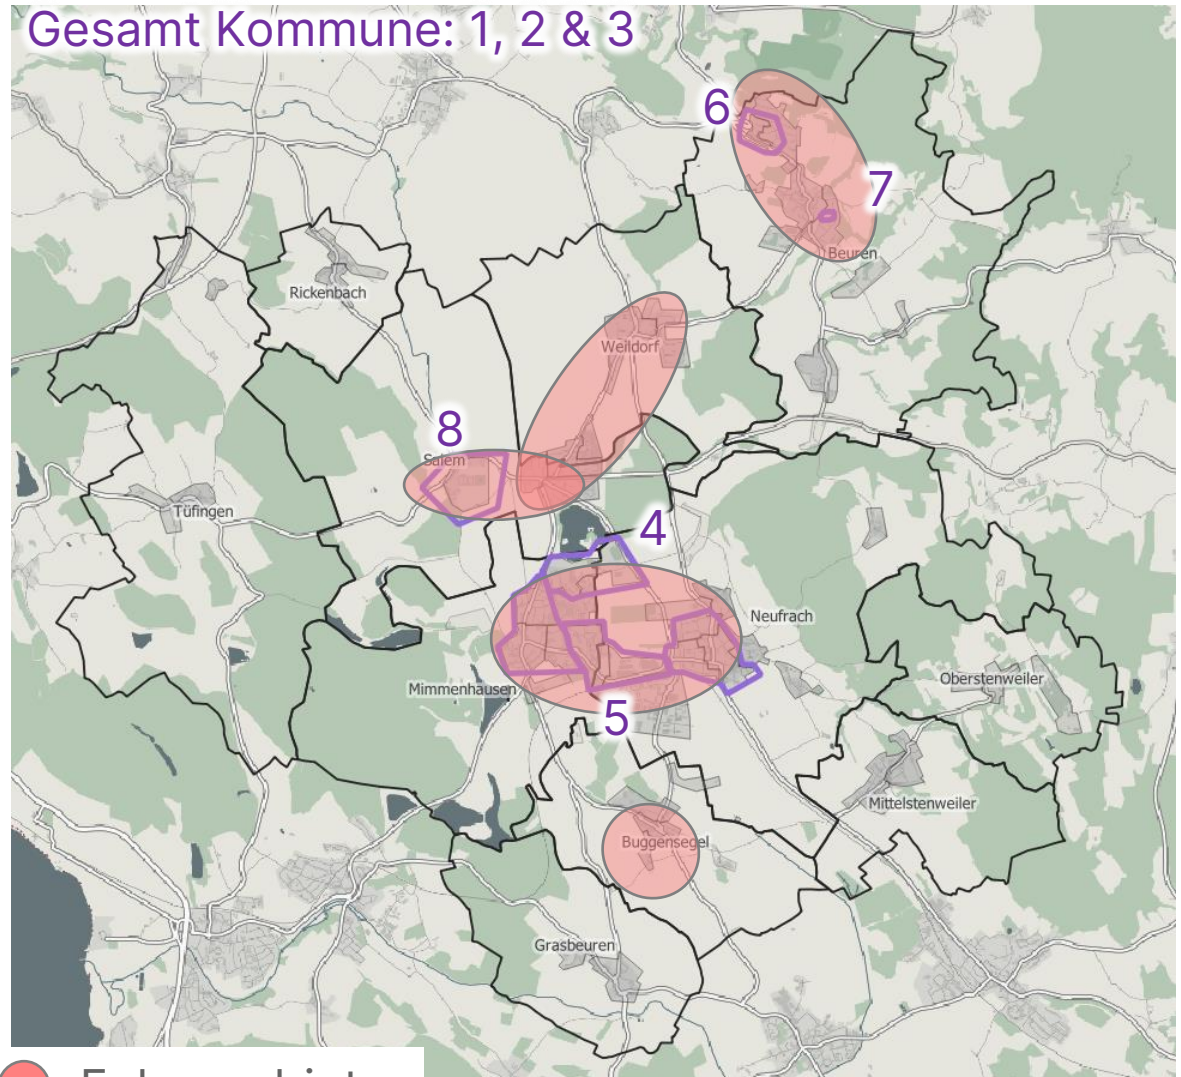 Gesamt Kommune: 1, 2 & 3
6
7
Beuren
Rickenbach
Weildorf
8
Salem
Tüfingen
4
Neufrach
Oberstenweiler
Mimmenhausen
5
Mittelstenweiler
Buggensegel
Grasbeuren